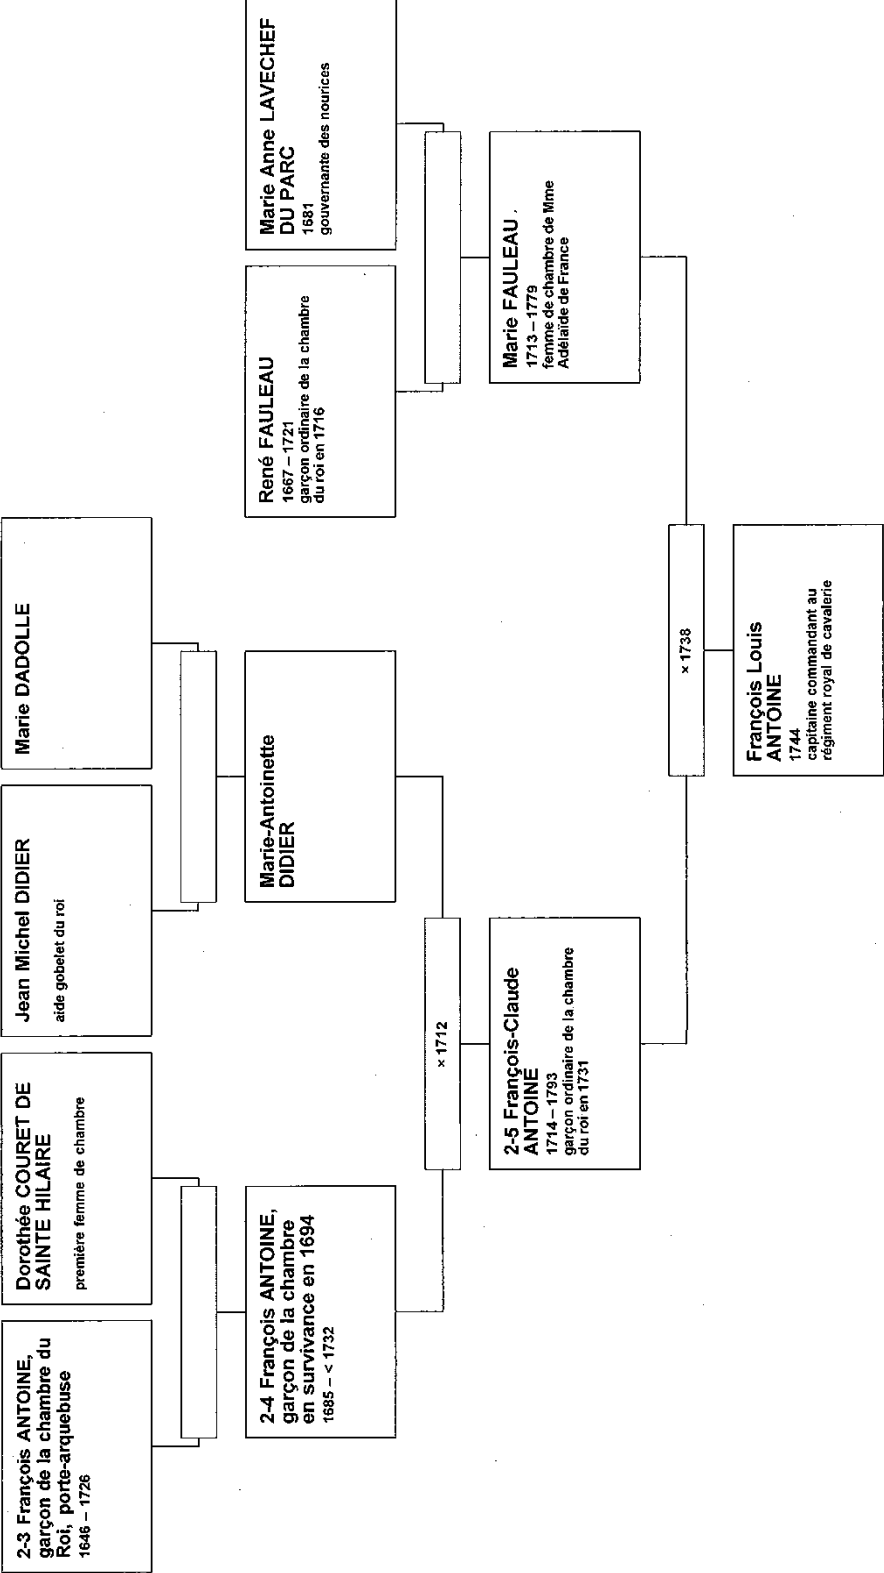 2-3 François ANTOINE,
garçon de la chambre du
Roi, porte-arquebuse
1646 – 1726
Dorothée COURET DE
SAINTE HILAIRE
première femme de chambre
Jean Michel DIDIER
aide gobelet du roi
Marie DADOLLE
2-4 François ANTOINE,
garçon de la chambre
en survivance en 1694
1685 – < 1732
Marie-Antoinette
DIDIER
René FAULEAU
1667 – 1721
garçon ordinaire de la chambre
du roi en 1716
Marie Anne LAVECHEF
DU PARC
1681
gouvernante des nourices
× 1712
2-5 François-Claude
ANTOINE
1714 – 1793
garçon ordinaire de la chambre
du roi en 1731
Marie FAULEAU
1713 – 1779
femme de chambre de Mme
Adélaïde de France
× 1738
François Louis
ANTOINE
1744
capitaine commandant au
régiment royal de cavalerie